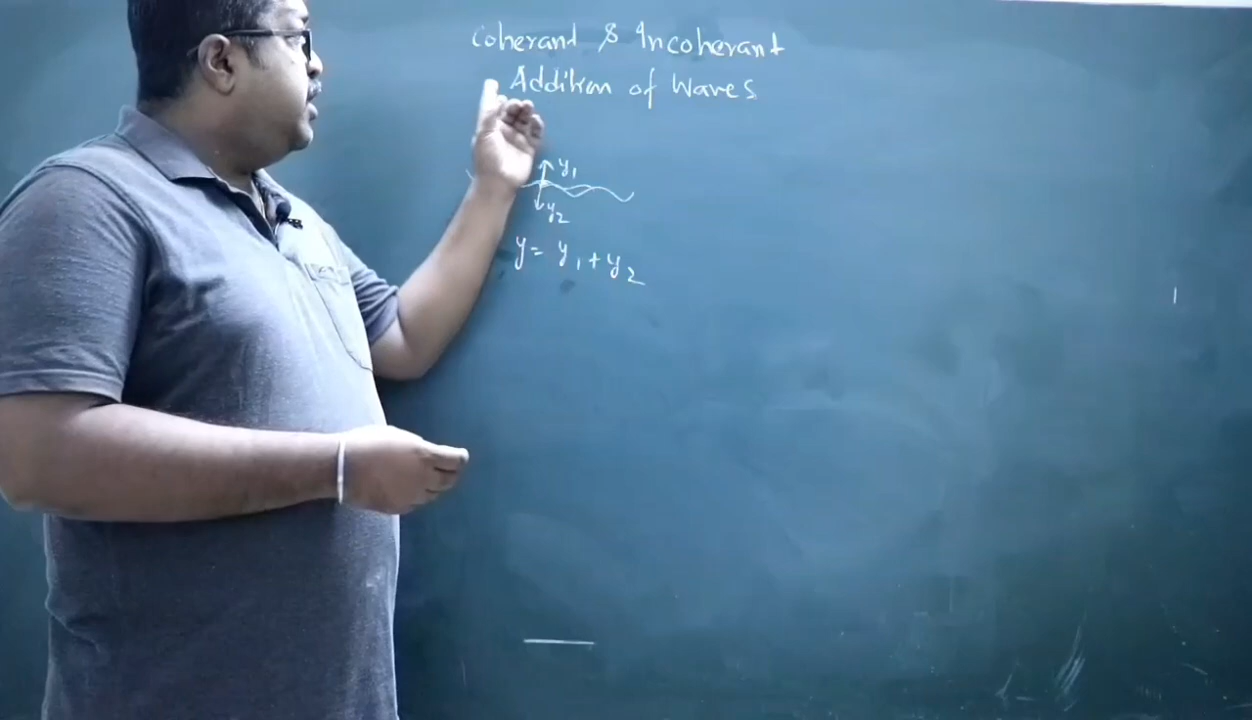 Coherant & Incoherant
Addition of Waves
y₁
y₂
y = y₁ + y₂